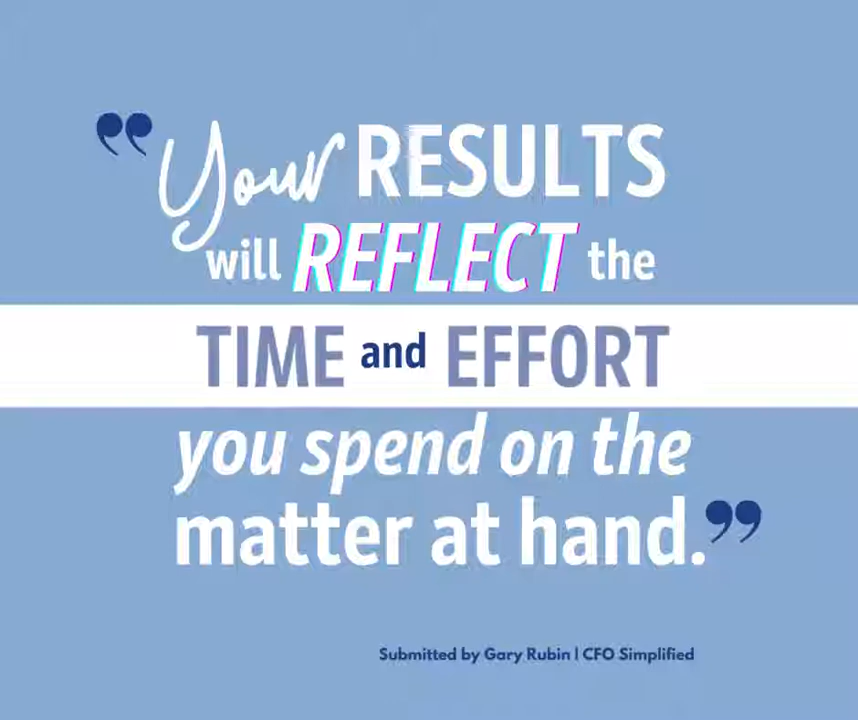 ”Your RESULTS
will REFLECT the
TIME and EFFORT
you spend on the
matter at hand.”
Submitted by Gary Rubin | CFO Simplified